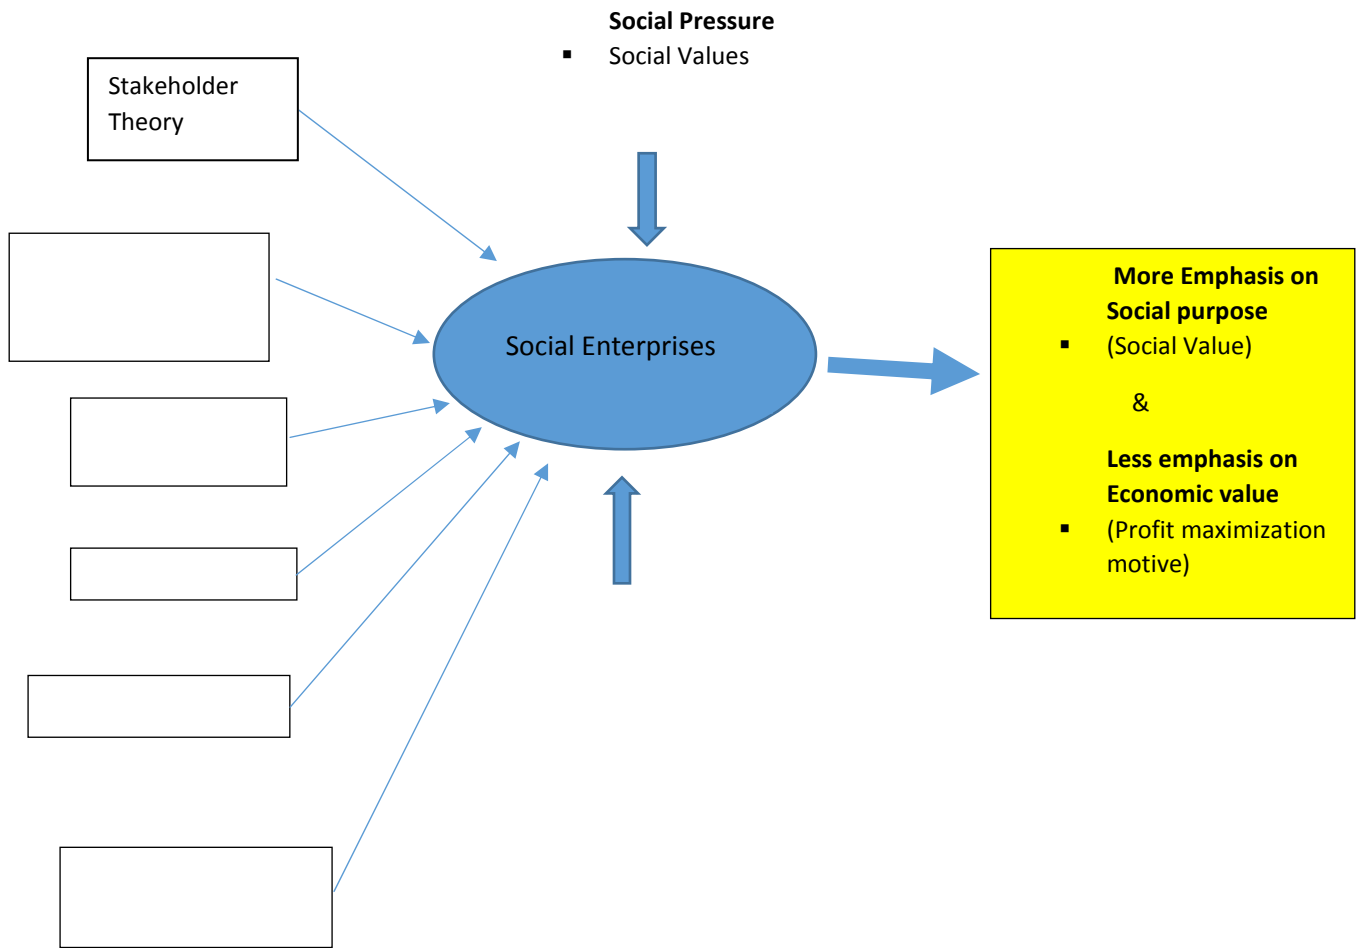 Social Pressure
▪ Social Values
Stakeholder
Theory
Social Enterprises
More Emphasis on
Social purpose
▪ (Social Value)
&
Less emphasis on
Economic value
▪ (Profit maximization
motive)